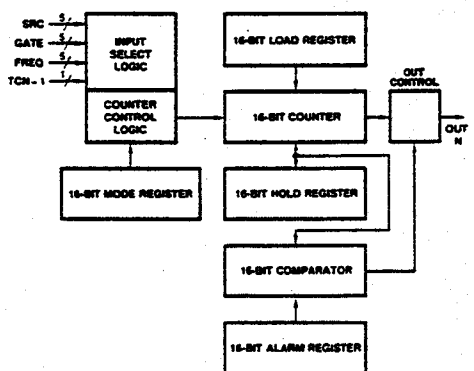 SRC 5
GATE 5
FREQ 5
TCN-1 1
INPUT
SELECT
LOGIC
COUNTER
CONTROL
LOGIC
16-BIT MODE REGISTER
16-BIT LOAD REGISTER
16-BIT COUNTER
16-BIT HOLD REGISTER
16-BIT COMPARATOR
16-BIT ALARM REGISTER
OUT
CONTROL
OUT
N